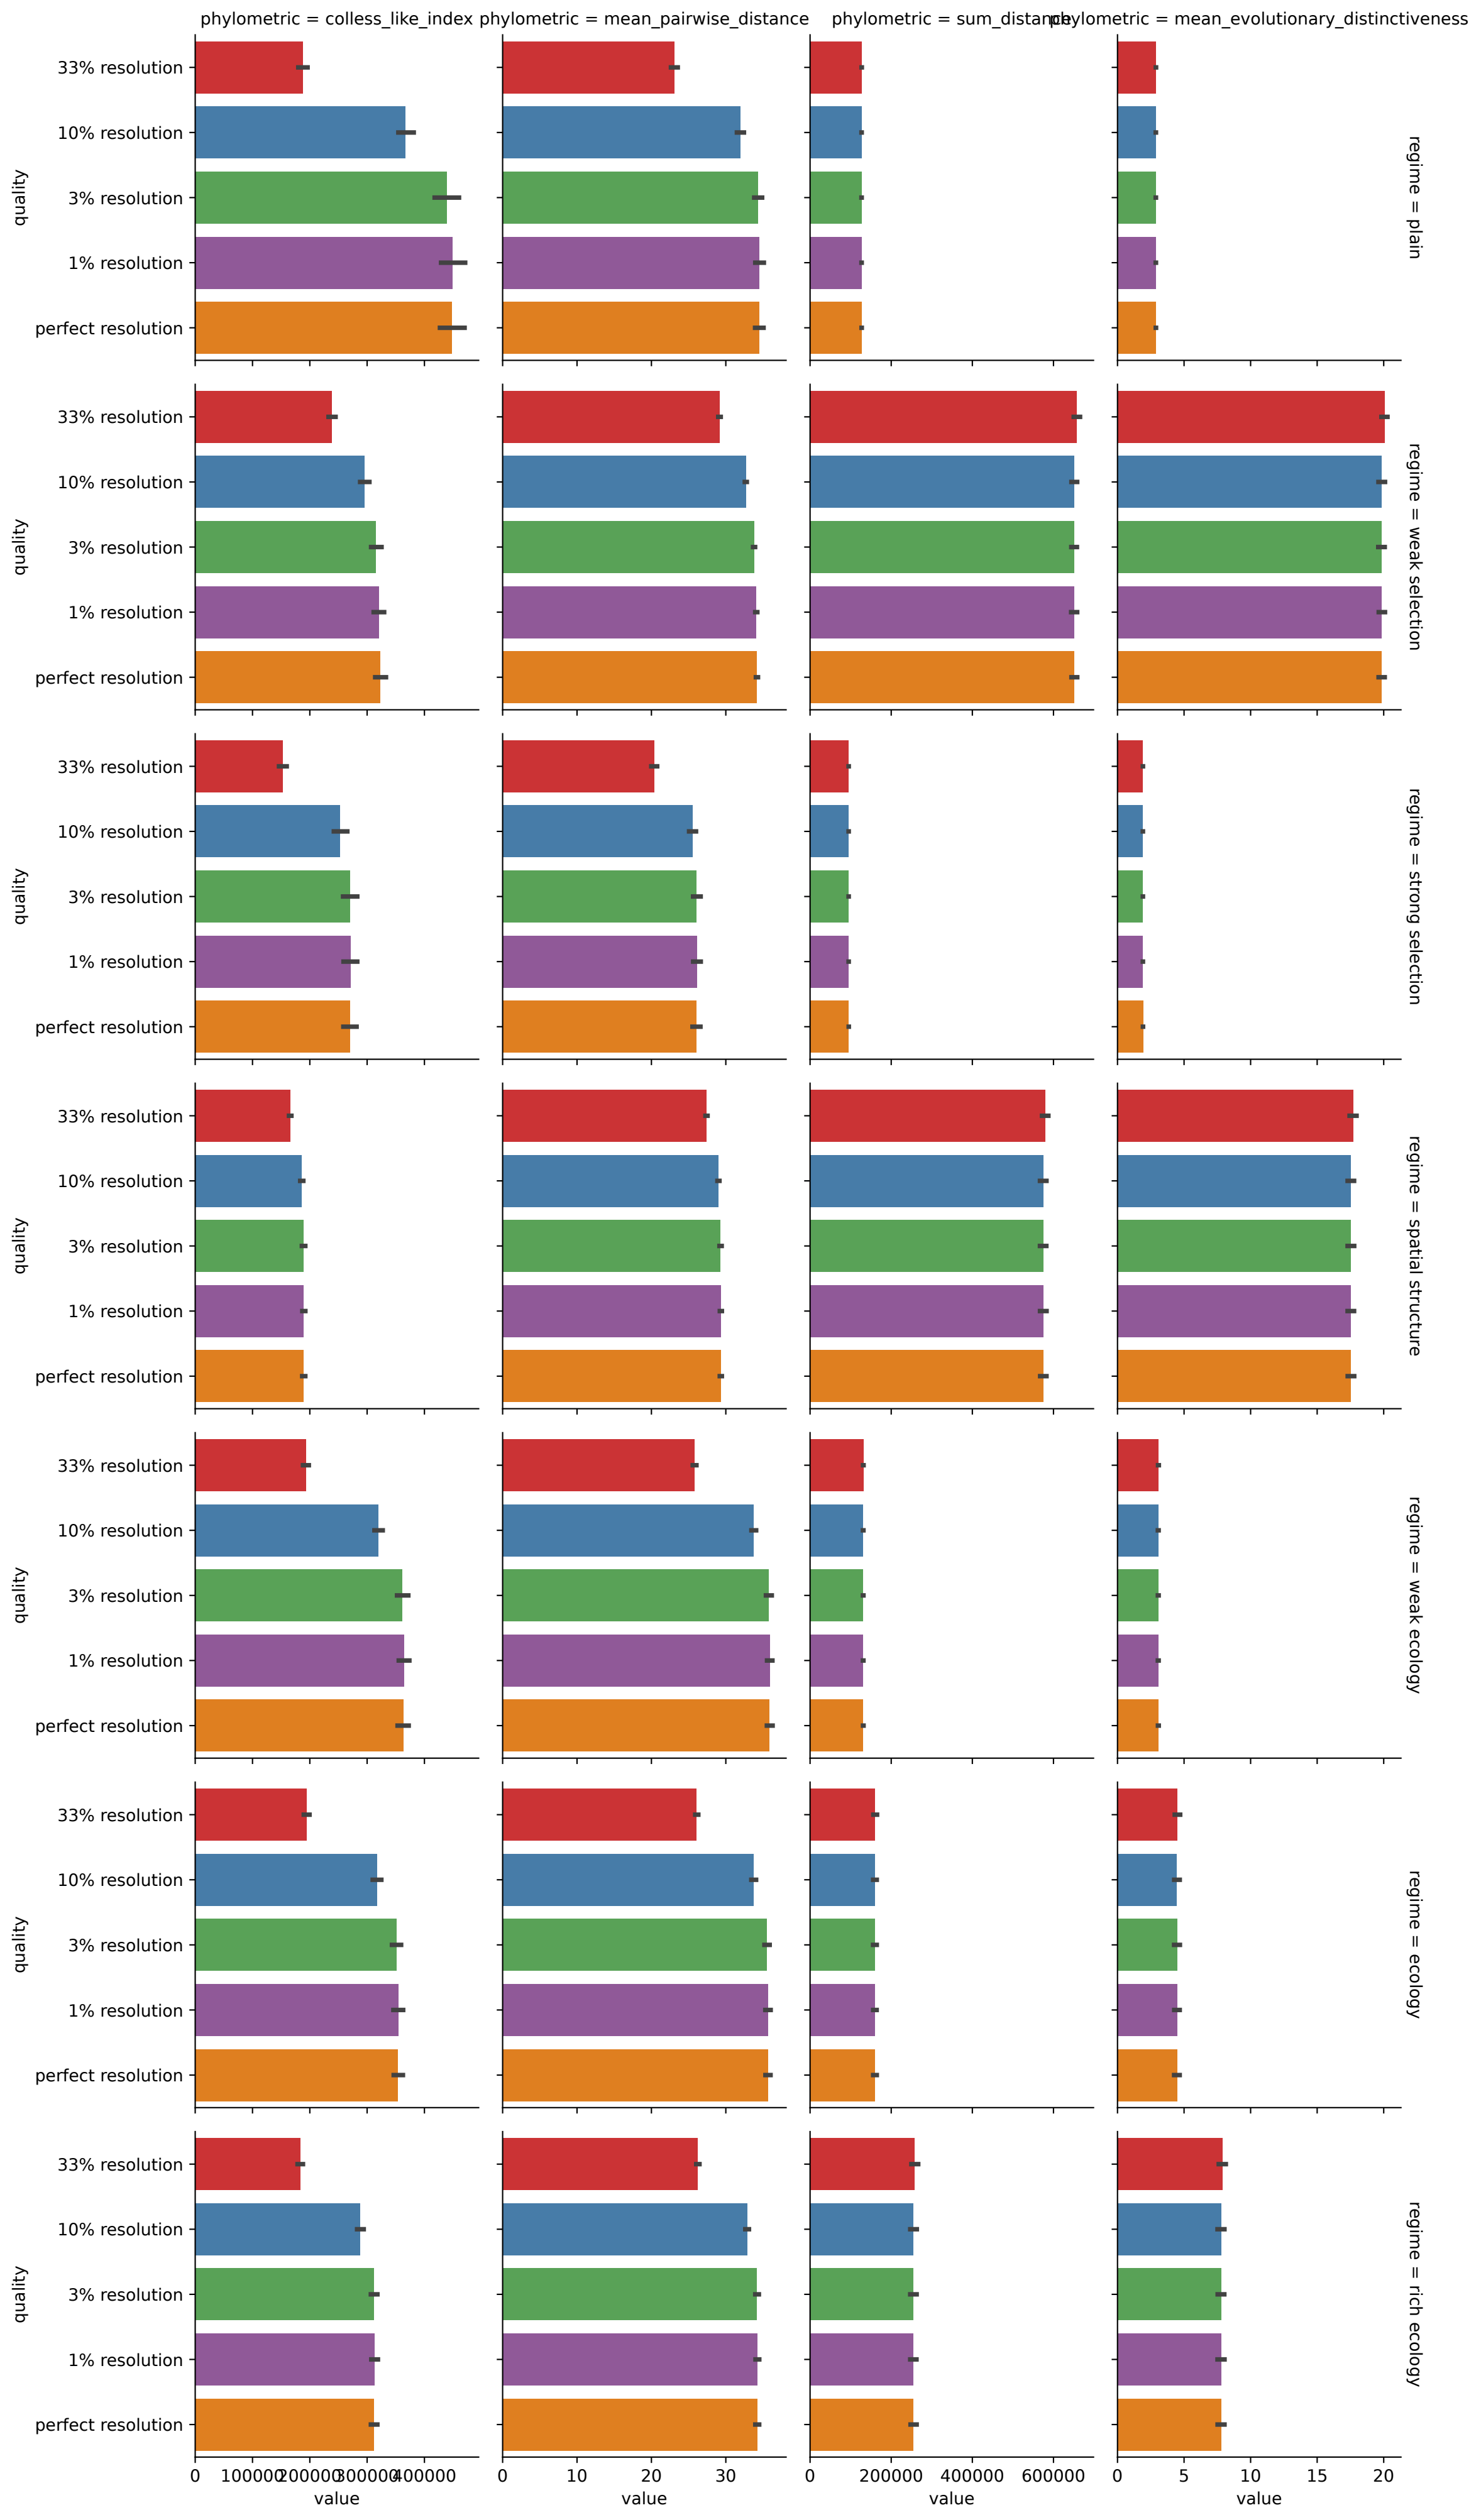 phylometric = colless_like_index
phylometric = mean_pairwise_distance
phylometric = sum_distance
phylometric = mean_evolutionary_distinctiveness
33% resolution
10% resolution
3% resolution
1% resolution
perfect resolution
quality
regime = plain
33% resolution
10% resolution
3% resolution
1% resolution
perfect resolution
quality
regime = weak selection
33% resolution
10% resolution
3% resolution
1% resolution
perfect resolution
quality
regime = strong selection
33% resolution
10% resolution
3% resolution
1% resolution
perfect resolution
quality
regime = spatial structure
33% resolution
10% resolution
3% resolution
1% resolution
perfect resolution
quality
regime = weak ecology
33% resolution
10% resolution
3% resolution
1% resolution
perfect resolution
quality
regime = ecology
33% resolution
10% resolution
3% resolution
1% resolution
perfect resolution
quality
regime = rich ecology
0 100000 200000 300000 400000
0 10 20 30
0 200000 400000 600000
0 5 10 15 20
value
value
value
value